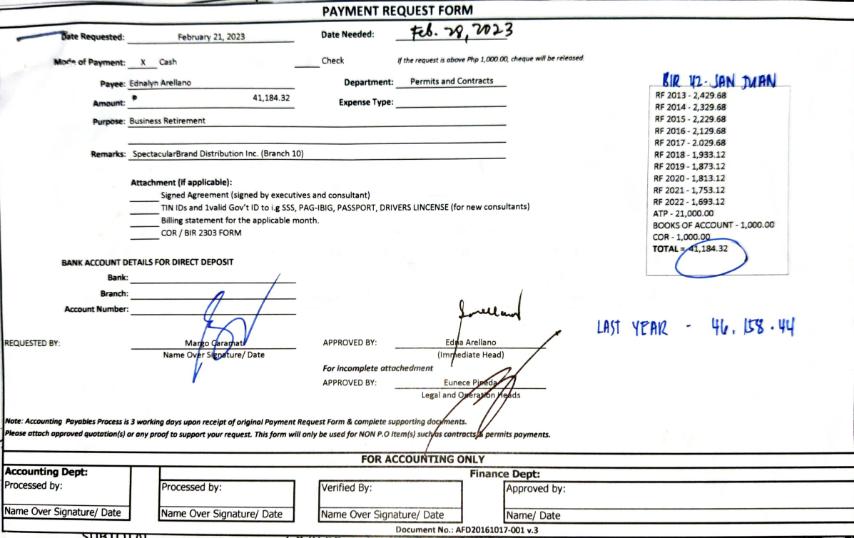 PAYMENT REQUEST FORM
Date Requested: February 21, 2023 Date Needed: Feb. 28, 2023
Mode of Payment: X Cash Check If the request is above Php 1,000.00, cheque will be released.
Payee: Ednalyn Arellano Department: Permits and Contracts
Amount: 41,184.32 Expense Type:
Purpose: Business Retirement
Remarks: SpectacularBrand Distribution Inc. (Branch 10)
BIR 42 - JAN JUAN
RF 2013 - 2,429.68
RF 2014 - 2,329.68
RF 2015 - 2,229.68
RF 2016 - 2,129.68
RF 2017 - 2.029.68
RF 2018 - 1,933.12
RF 2019 - 1,873.12
RF 2020 - 1,813.12
RF 2021 - 1,753.12
RF 2022 - 1,693.12
ATP - 21,000.00
BOOKS OF ACCOUNT - 1,000.00
COR - 1,000.00
TOTAL = 41,184.32
Attachment (if applicable):
Signed Agreement (signed by executives and consultant)
TIN IDs and 1valid Gov't ID to i.g SSS, PAG-IBIG, PASSPORT, DRIVERS LINCENSE (for new consultants)
Billing statement for the applicable month.
COR / BIR 2303 FORM
BANK ACCOUNT DETAILS FOR DIRECT DEPOSIT
Bank:
Branch:
Account Number:
LAST YEAR - 46,158.44
REQUESTED BY: Margo APPROVED BY: Edna Arellano
Name Over Signature/ Date (Immediate Head)
For incomplete attachedment
APPROVED BY: Eunece Pineda
Legal and Operation Heads
Note: Accounting Payables Process is 3 working days upon receipt of original Payment Request Form & complete supporting documents.
Please attach approved quotation(s) or any proof to support your request. This form will only be used for NON P.O item(s) such as contracts & permits payments.
FOR ACCOUNTING ONLY
Accounting Dept: Finance Dept:
Processed by: Processed by: Verified By: Approved by:
Name Over Signature/ Date Name Over Signature/ Date Name Over Signature/ Date Name/ Date
Document No.: AFD20161017-001 v.3